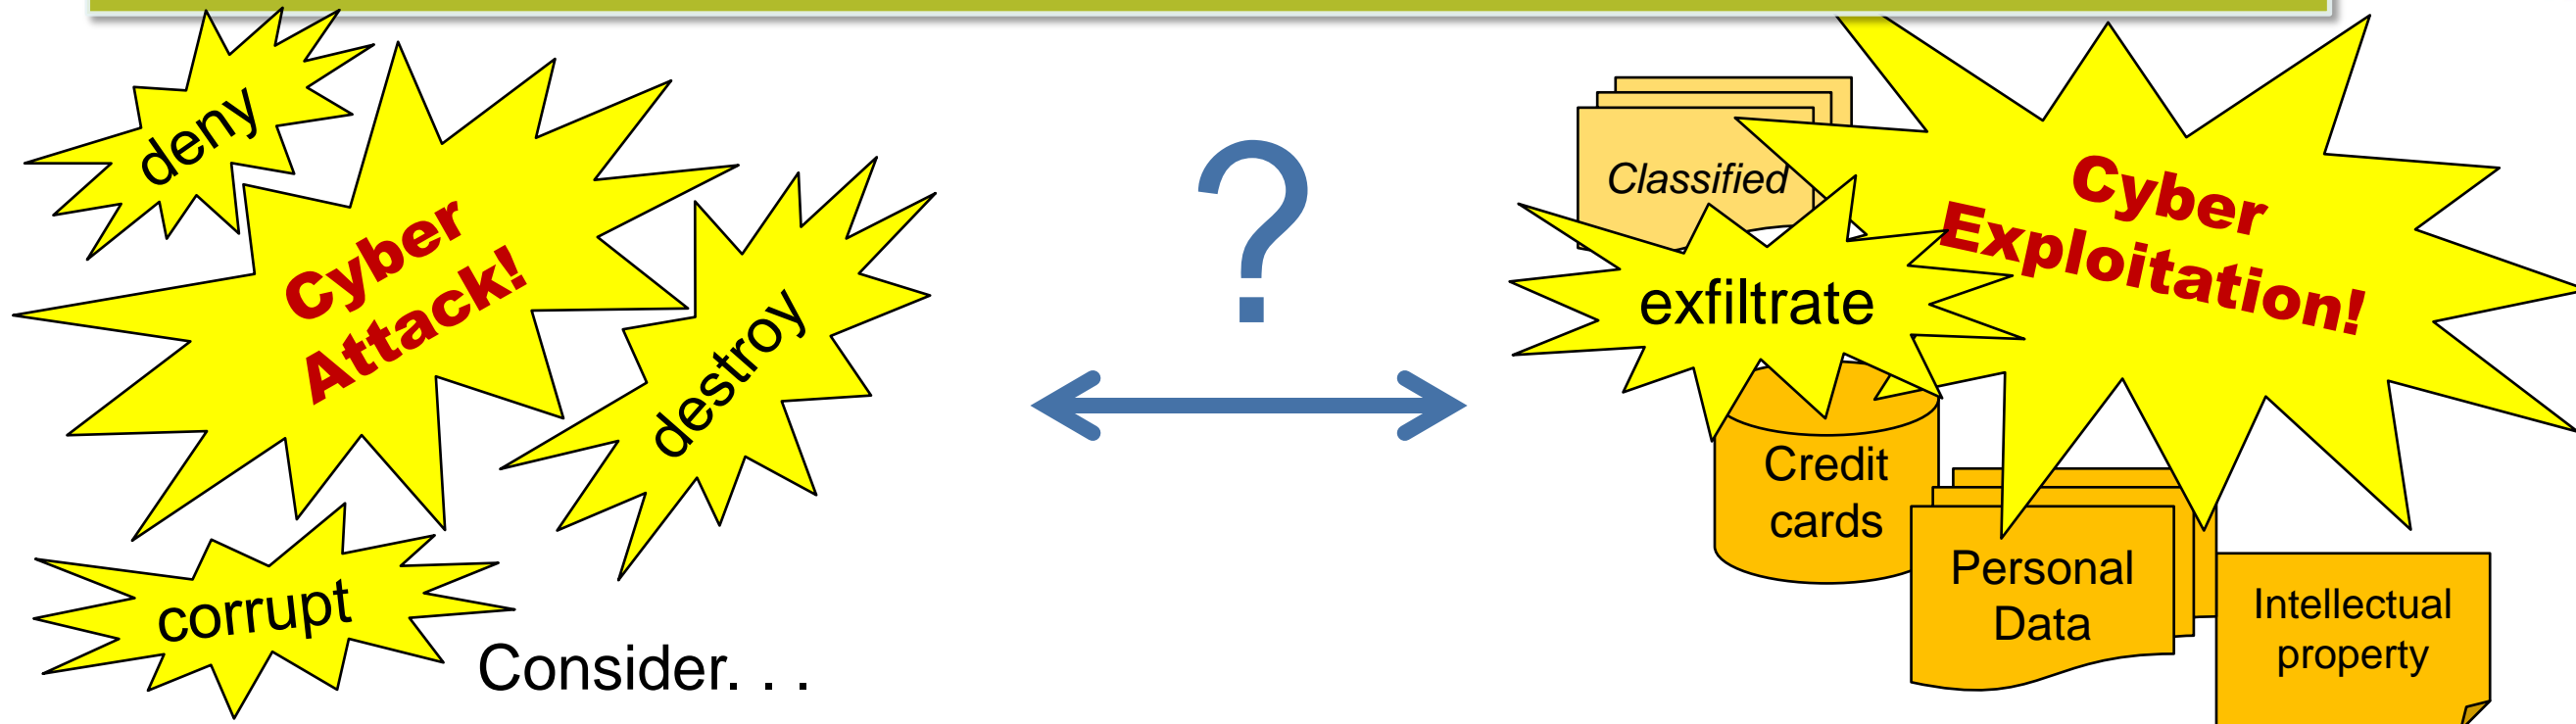 deny
Cyber
Attack!
destroy
corrupt
Consider. . .
?
Classified
Cyber
Exploitation!
exfiltrate
Credit
cards
Personal
Data
Intellectual
property